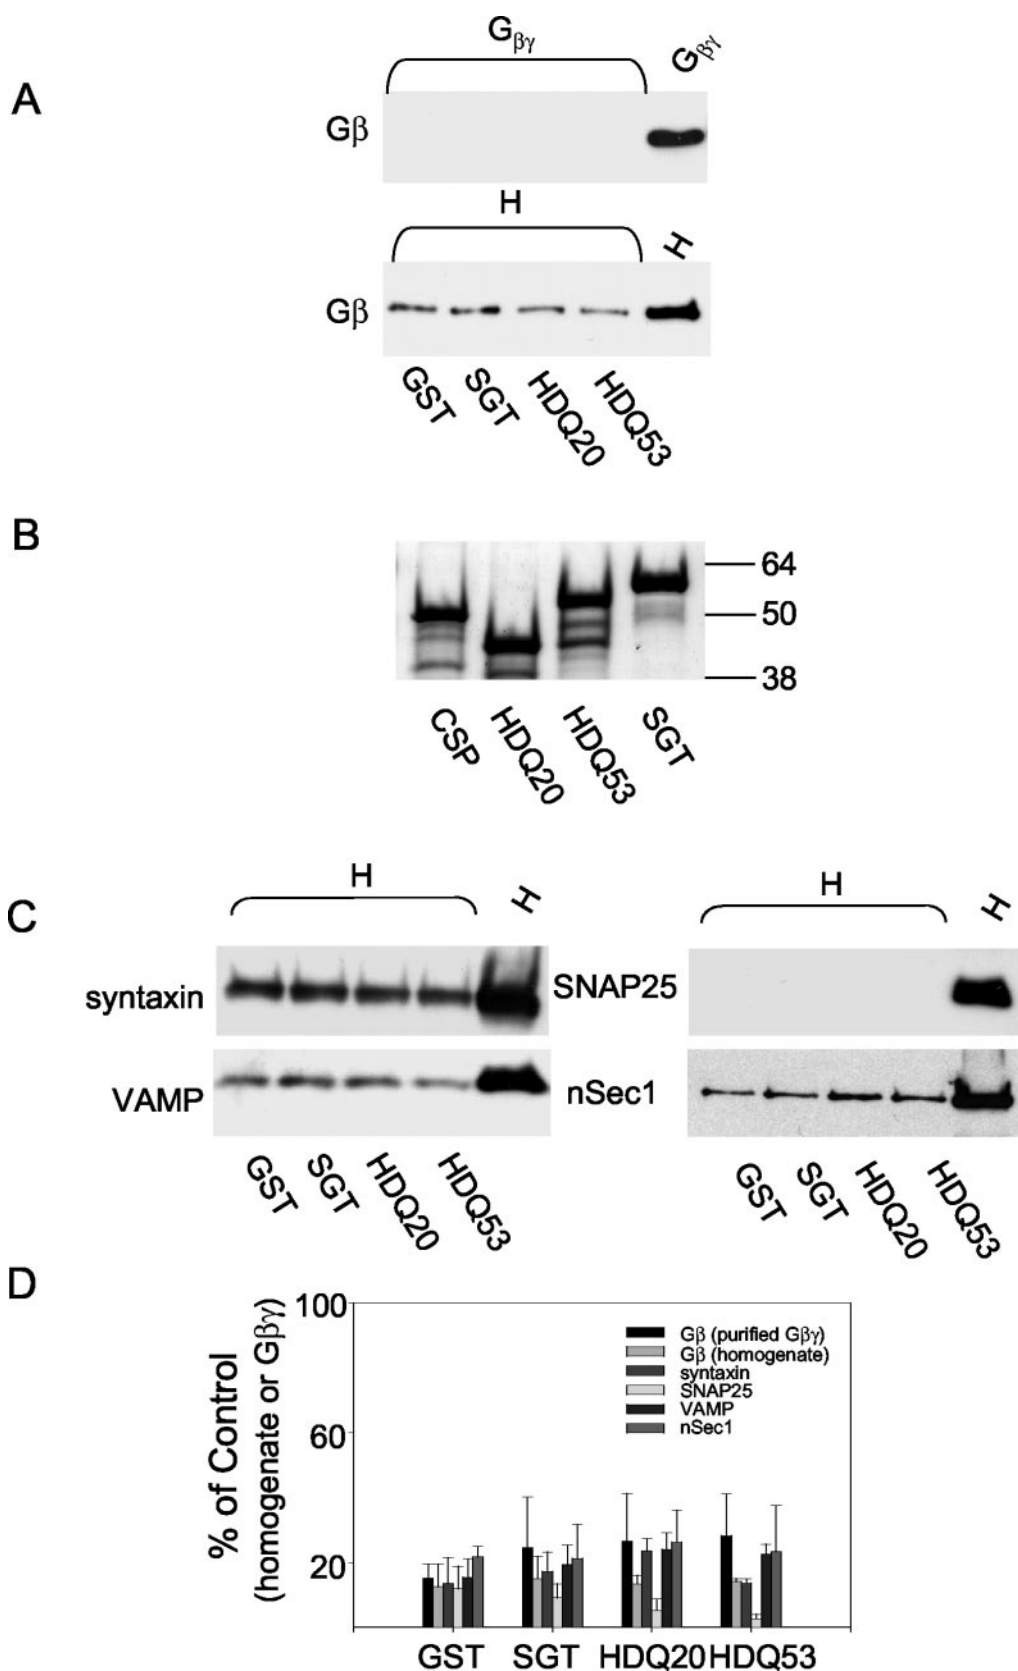 A
Gβγ
Gβγ
Gβ
H
H
Gβ
GST
SGT
HDQ20
HDQ53
B
64
50
38
CSP
HDQ20
HDQ53
SGT
C
H
H
H
H
syntaxin
SNAP25
VAMP
nSec1
GST
SGT
HDQ20
HDQ53
GST
SGT
HDQ20
HDQ53
D
% of Control
(homogenate or Gβγ)
100
60
20
Gβ (purified Gβγ)
Gβ (homogenate)
syntaxin
SNAP25
VAMP
nSec1
GST SGT HDQ20 HDQ53